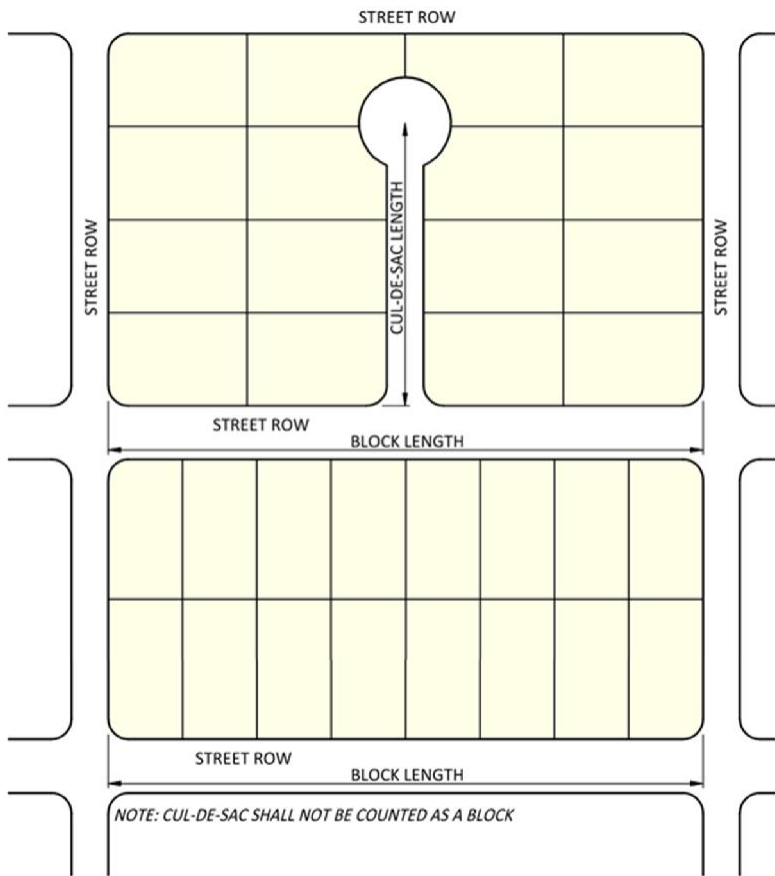 STREET ROW
STREET ROW
CUL-DE-SAC LENGTH
STREET ROW
STREET ROW
BLOCK LENGTH
STREET ROW
BLOCK LENGTH
NOTE: CUL-DE-SAC SHALL NOT BE COUNTED AS A BLOCK